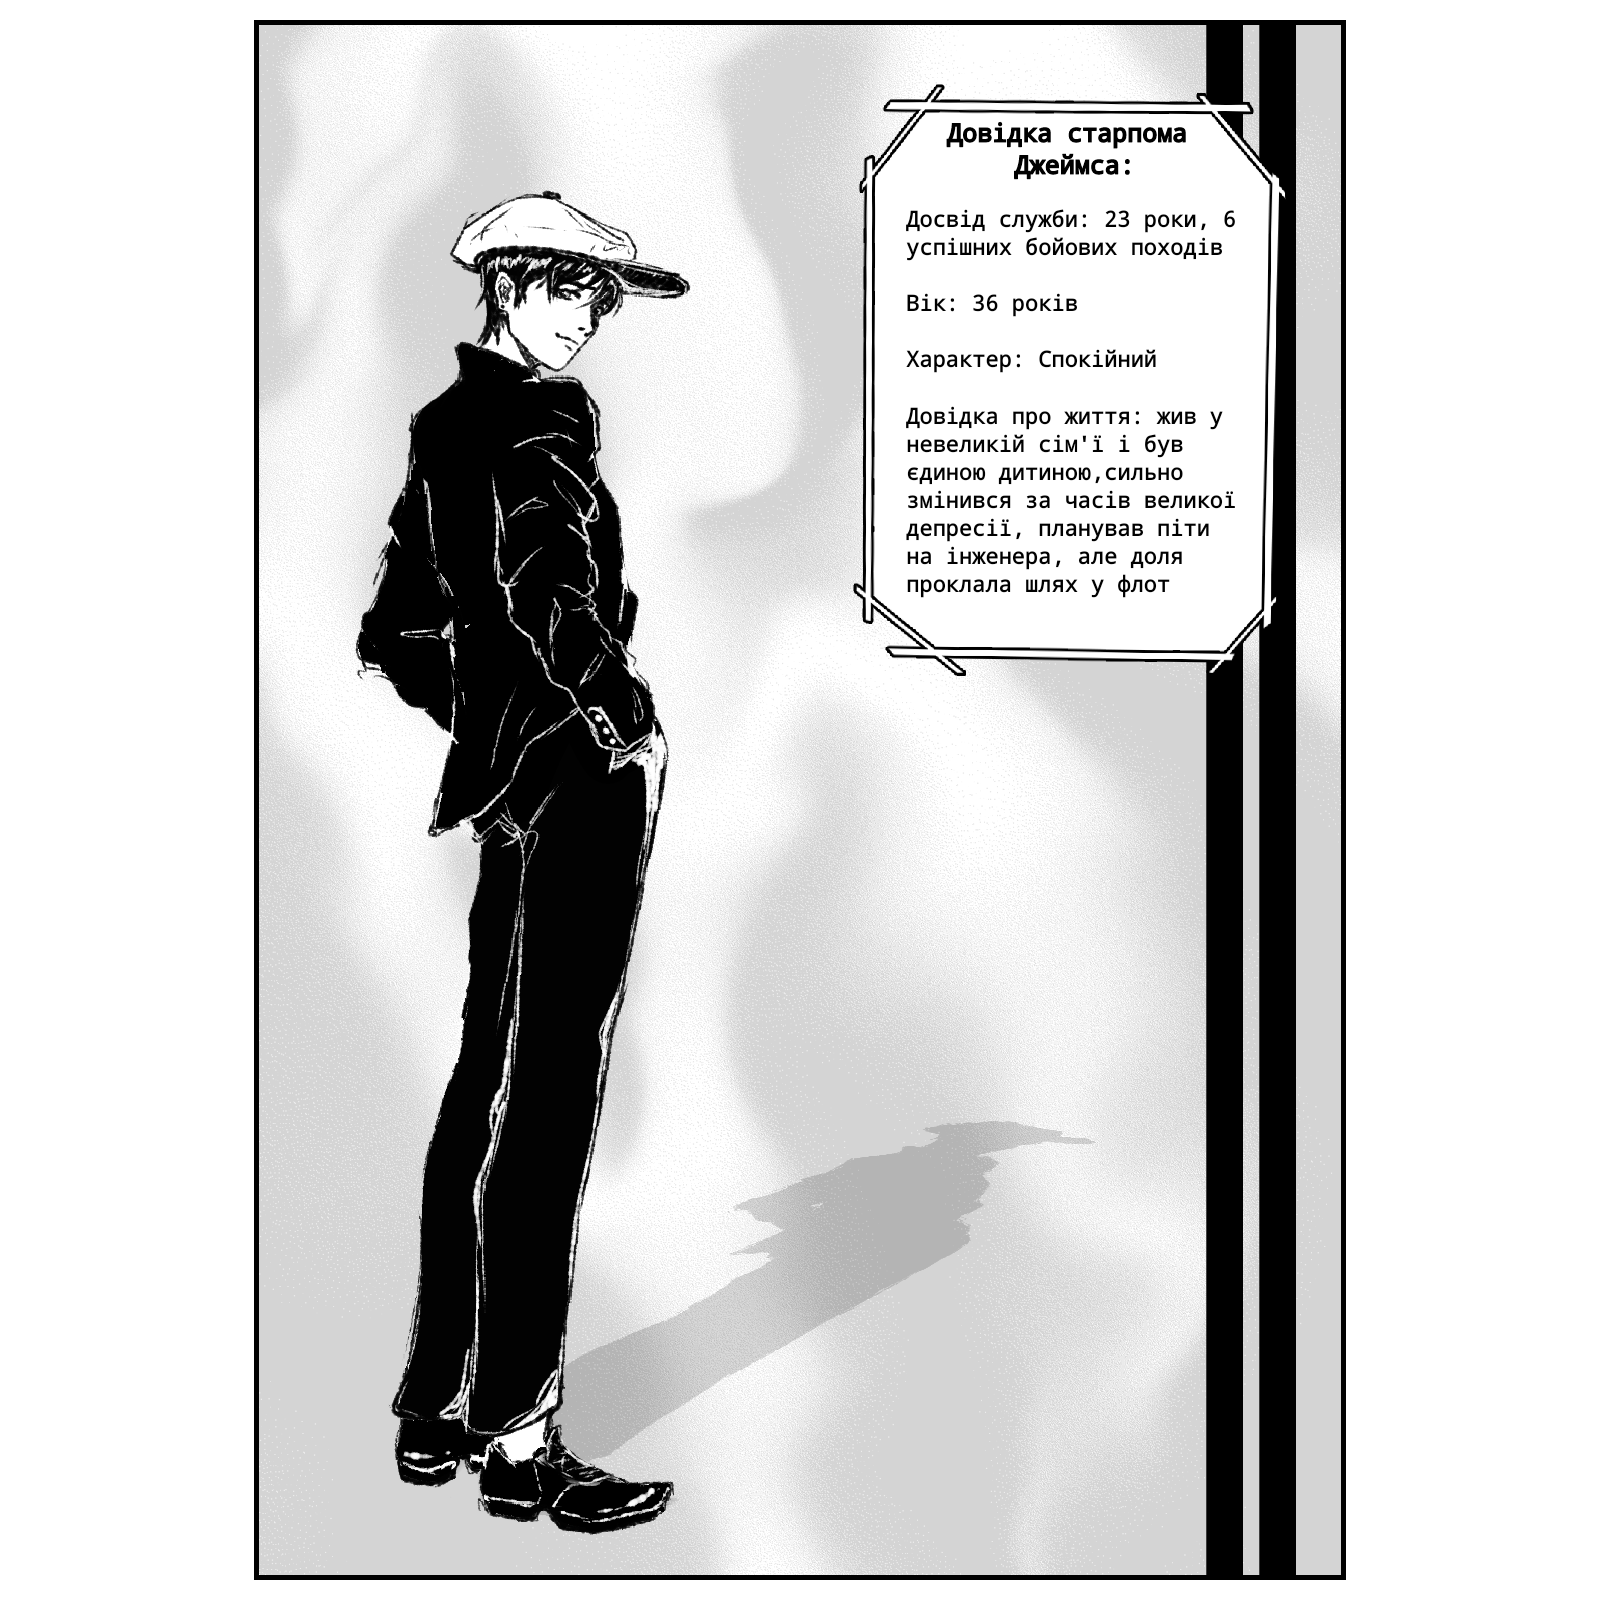 Довідка старпома
Джеймса:
Досвід служби: 23 роки, 6
успішних бойових походів
Вік: 36 років
Характер: Спокійний
Довідка про життя: жив у
невеликій сім'ї і був
єдиною дитиною,сильно
змінився за часів великої
депресії, планував піти
на інженера, але доля
проклала шлях у флот